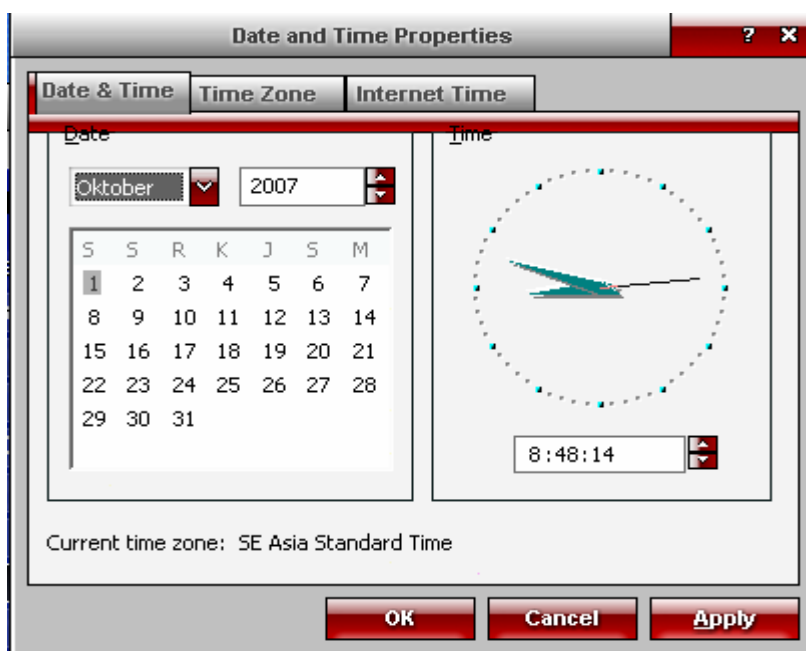 Date and Time Properties ? ×
Date & Time Time Zone Internet Time
Date
Oktober 2007
S S R K J S M
1 2 3 4 5 6 7
8 9 10 11 12 13 14
15 16 17 18 19 20 21
22 23 24 25 26 27 28
29 30 31
Time
8:48:14
Current time zone: SE Asia Standard Time
OK Cancel Apply